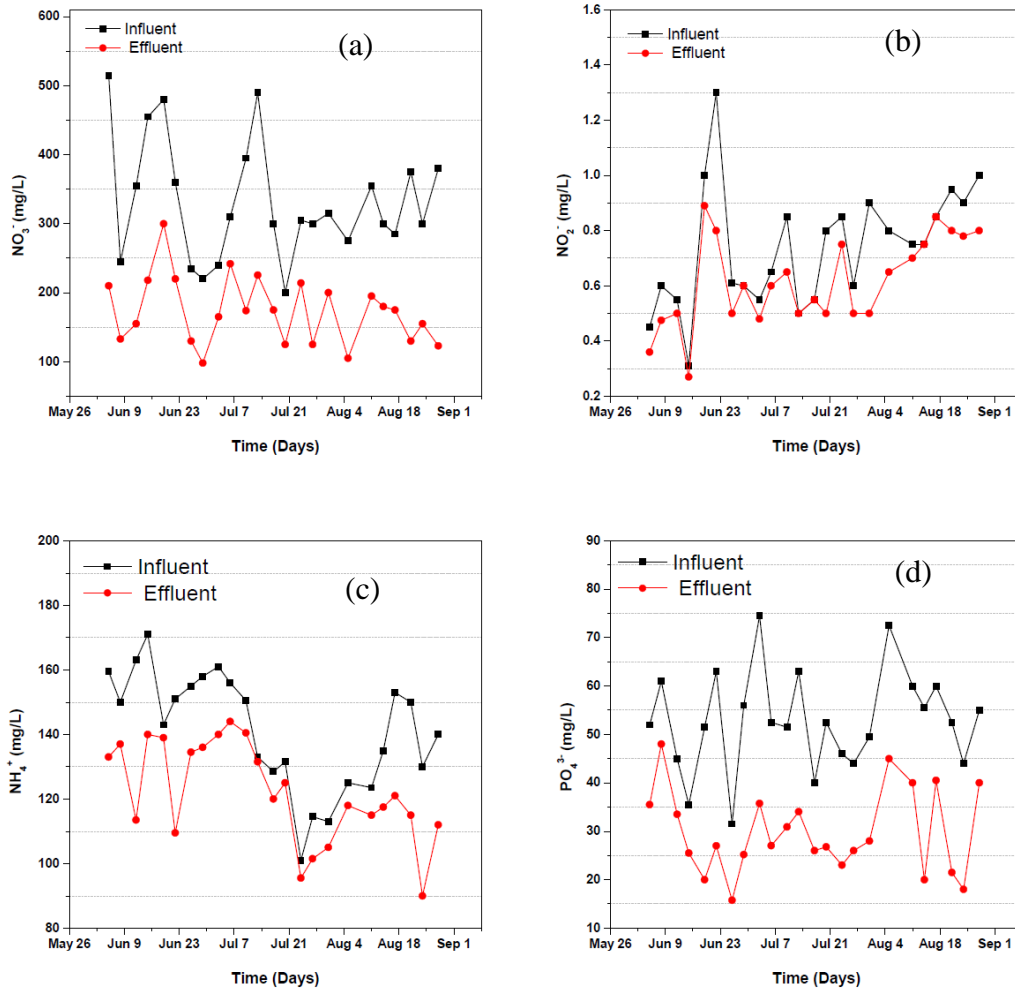 600
500
400
300
200
100
NO₃⁻ (mg/L)
Influent
Effluent
(a)
May 26 Jun 9 Jun 23 Jul 7 Jul 21 Aug 4 Aug 18 Sep 1
Time (Days)
1.6
1.4
1.2
1.0
0.8
0.6
0.4
0.2
NO₂⁻ (mg/L)
Influent
Effluent
(b)
May 26 Jun 9 Jun 23 Jul 7 Jul 21 Aug 4 Aug 18 Sep 1
Time (Days)
200
180
160
140
120
100
80
NH₄⁺ (mg/L)
Influent
Effluent
(c)
May 26 Jun 9 Jun 23 Jul 7 Jul 21 Aug 4 Aug 18 Sep 1
Time (Days)
90
80
70
60
50
40
30
20
10
PO₄³⁻ (mg/L)
Influent
Effluent
(d)
May 26 Jun 9 Jun 23 Jul 7 Jul 21 Aug 4 Aug 18 Sep 1
Time (Days)